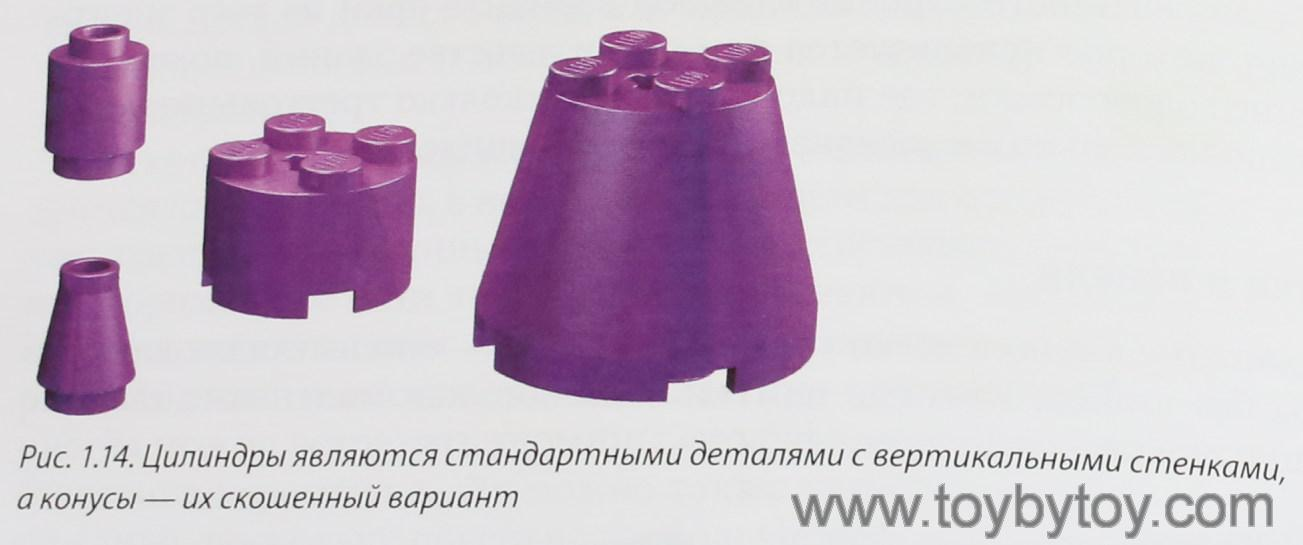 Рис. 1.14. Цилиндры являются стандартными деталями с вертикальными стенками,
а конусы — их скошенный вариант
www.toybytoy.com